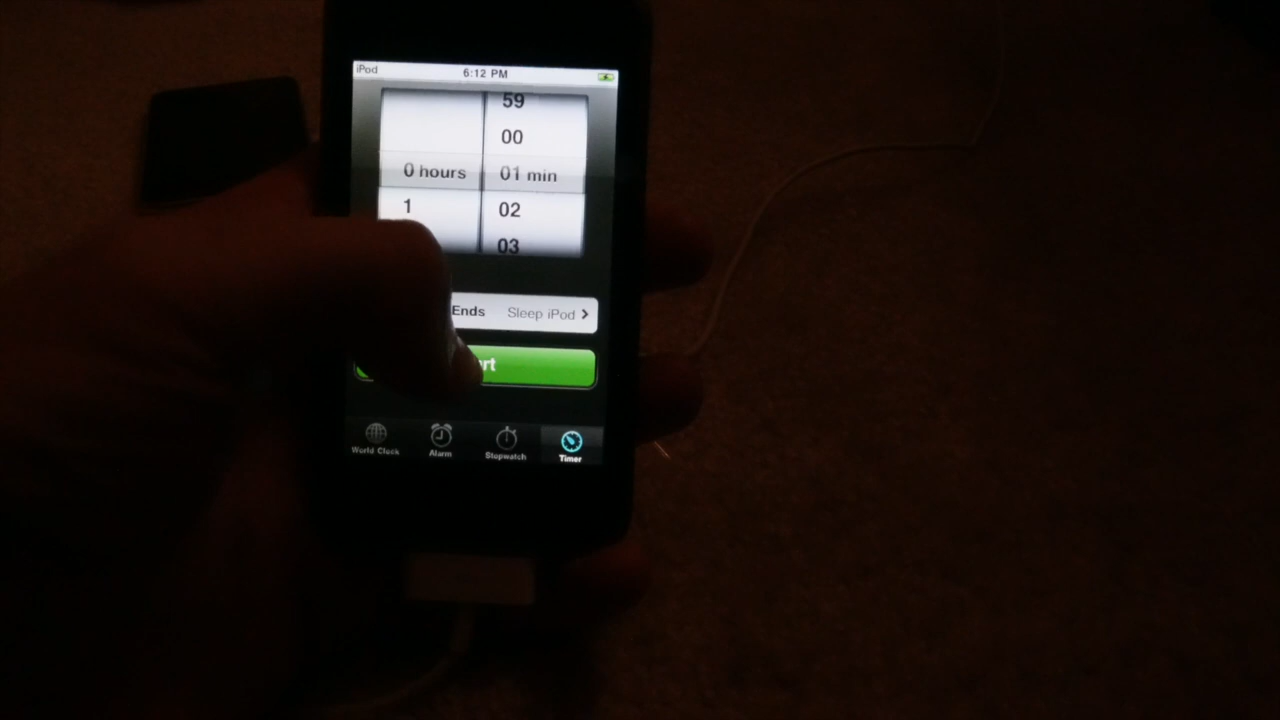 iPod 6:12 PM
59
00
0 hours 01 min
1 02
03
Ends Sleep iPod
World Clock Alarm Stopwatch Timer